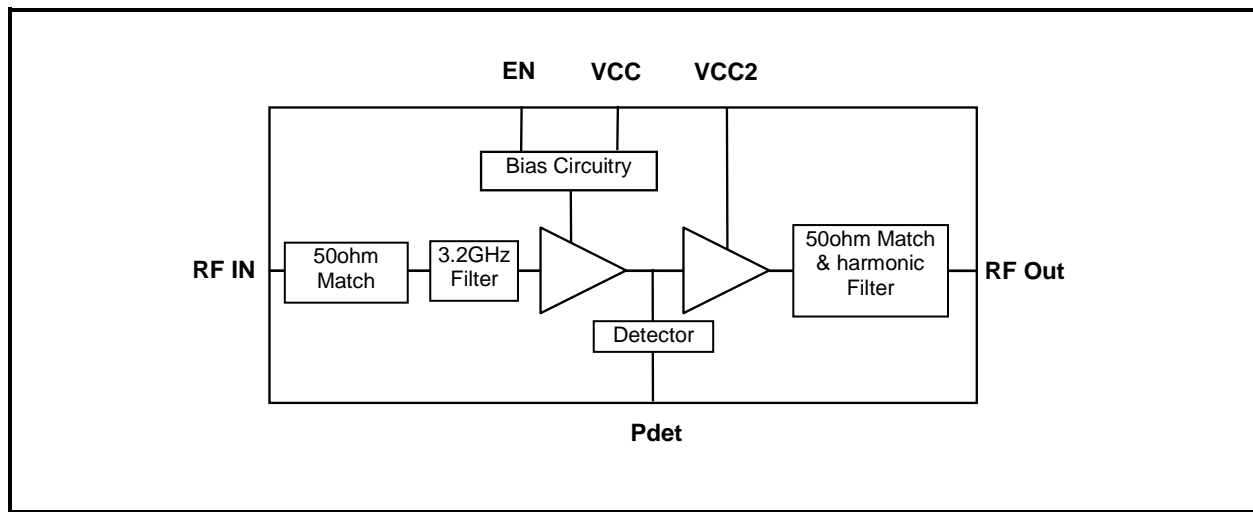 EN
VCC
VCC2
Bias Circuitry
RF IN
50ohm
Match
3.2GHz
Filter
50ohm Match
& harmonic
Filter
RF Out
Detector
Pdet